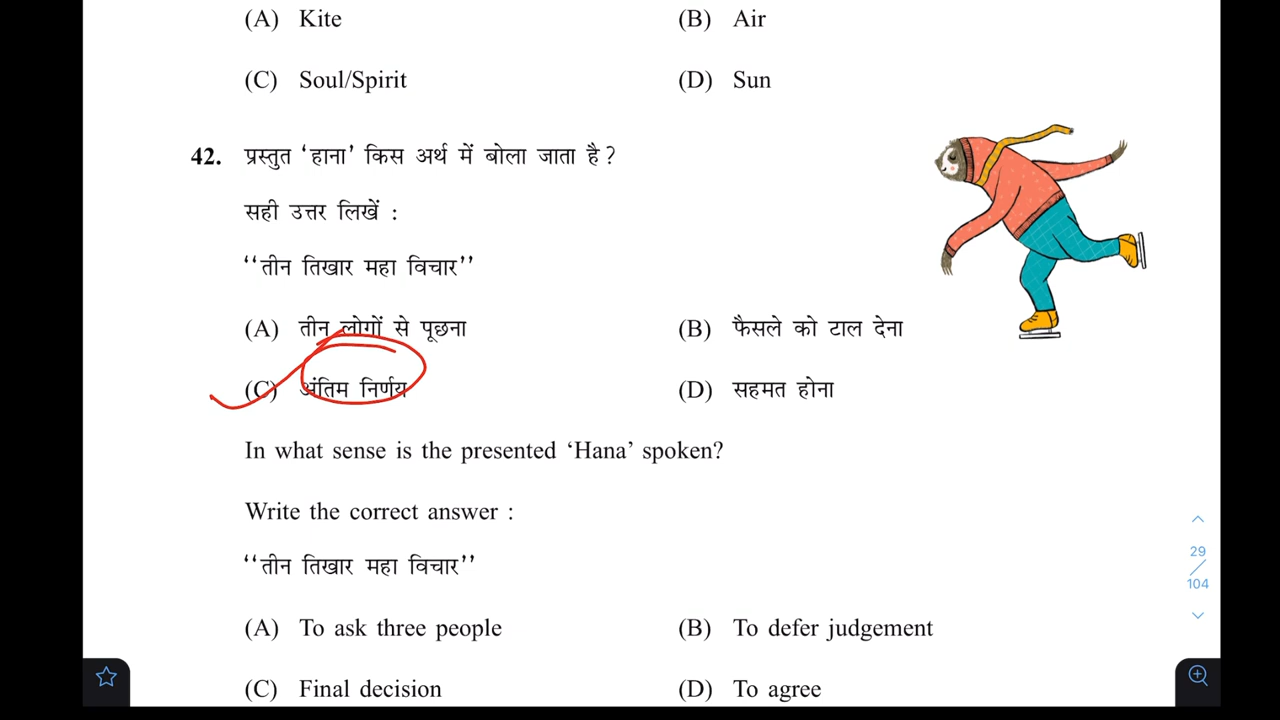 (A) Kite (B) Air
(C) Soul/Spirit (D) Sun
42. प्रस्तुत ‘हाना’ किस अर्थ में बोला जाता है ?
सही उत्तर लिखें :
‘‘तीन तिखार महा विचार’’
(A) तीन लोगों से पूछना (B) फैसले को टाल देना
(C) अंतिम निर्णय (D) सहमत होना
In what sense is the presented ‘Hana’ spoken?
Write the correct answer :
‘‘तीन तिखार महा विचार’’
(A) To ask three people (B) To defer judgement
(C) Final decision (D) To agree
29
104